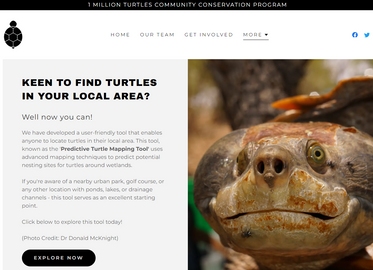 1 MILLION TURTLES COMMUNITY CONSERVATION PROGRAM
HOME OUR TEAM GET INVOLVED MORE
KEEN TO FIND TURTLES
IN YOUR LOCAL AREA?
Well now you can!
We have developed a user-friendly tool that enables
anyone to locate turtles in their local area. This tool,
known as the 'Predictive Turtle Mapping Tool' uses
advanced mapping techniques to predict potential
nesting sites for turtles around wetlands.
If you're aware of a nearby urban park, golf course, or
any other location with ponds, lakes, or drainage
channels - this tool serves as an excellent starting
point.
Click below to explore this tool today!
(Photo Credit: Dr Donald McKnight)
EXPLORE NOW